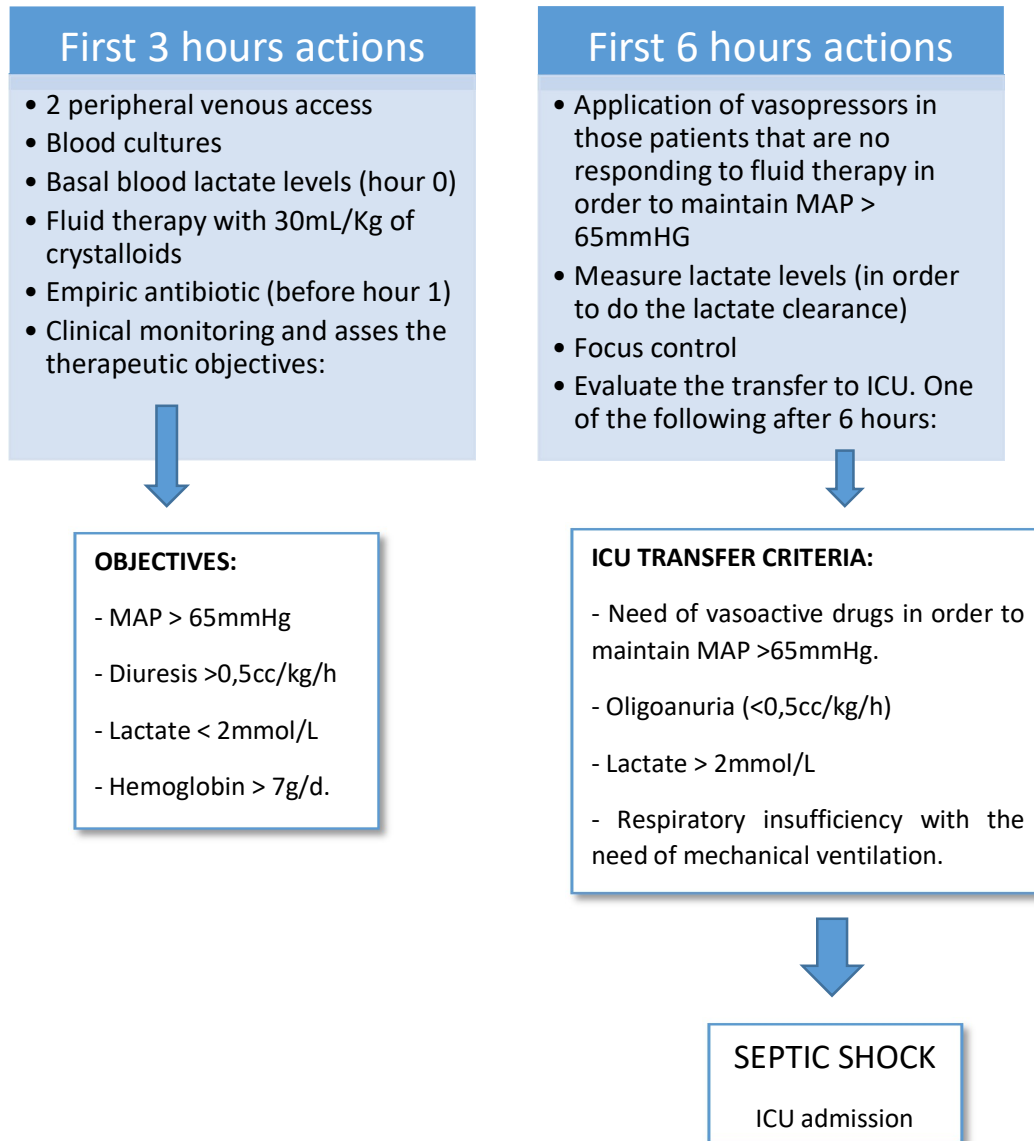 First 3 hours actions
• 2 peripheral venous access
• Blood cultures
• Basal blood lactate levels (hour 0)
• Fluid therapy with 30mL/Kg of
crystalloids
• Empiric antibiotic (before hour 1)
• Clinical monitoring and asses the
therapeutic objectives:
OBJECTIVES:
- MAP > 65mmHg
- Diuresis >0,5cc/kg/h
- Lactate < 2mmol/L
- Hemoglobin > 7g/d.
First 6 hours actions
• Application of vasopressors in
those patients that are no
responding to fluid therapy in
order to maintain MAP >
65mmHG
• Measure lactate levels (in order
to do the lactate clearance)
• Focus control
• Evaluate the transfer to ICU. One
of the following after 6 hours:
ICU TRANSFER CRITERIA:
- Need of vasoactive drugs in order to
maintain MAP >65mmHg.
- Oligoanuria (<0,5cc/kg/h)
- Lactate > 2mmol/L
- Respiratory insufficiency with the
need of mechanical ventilation.
SEPTIC SHOCK
ICU admission